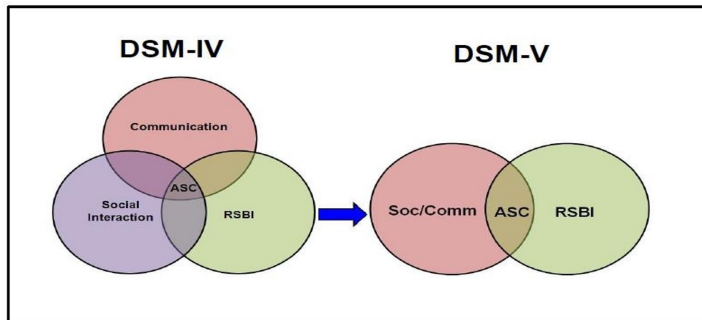 DSM-IV
DSM-V
Communication
ASC
Social
Interaction
RSBI
Soc/Comm
ASC
RSBI